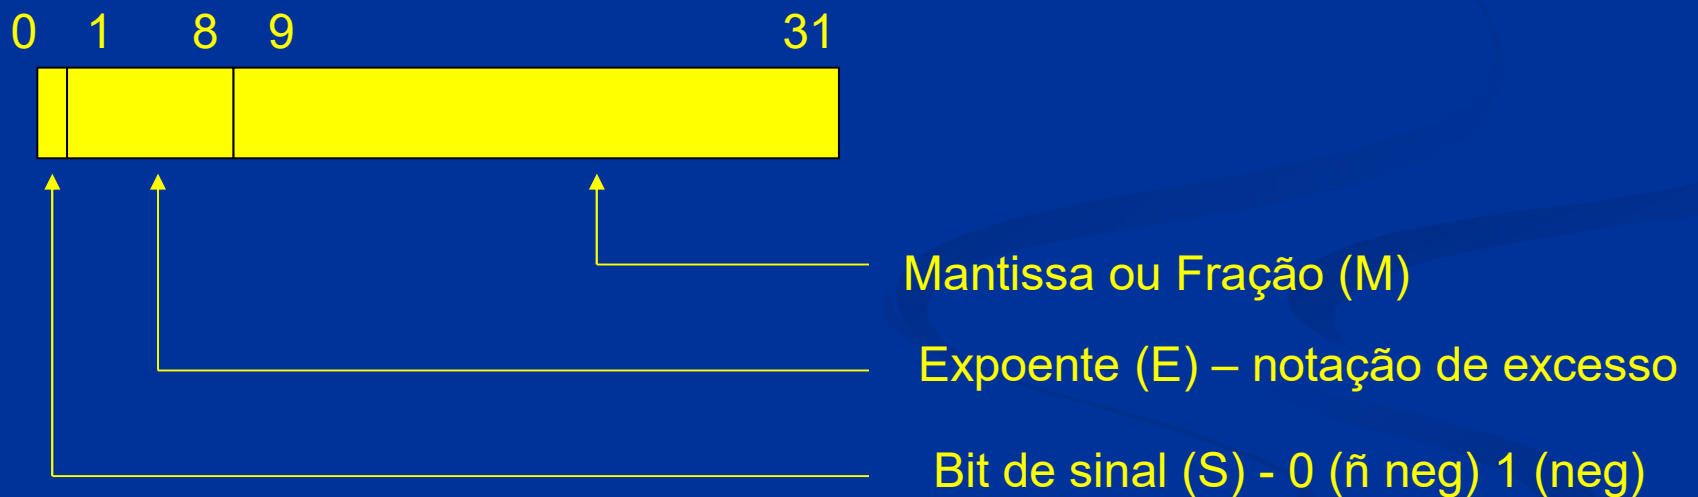 0 1 8 9 31
Mantissa ou Fração (M)
Expoente (E) – notação de excesso
Bit de sinal (S) - 0 (ñ neg) 1 (neg)